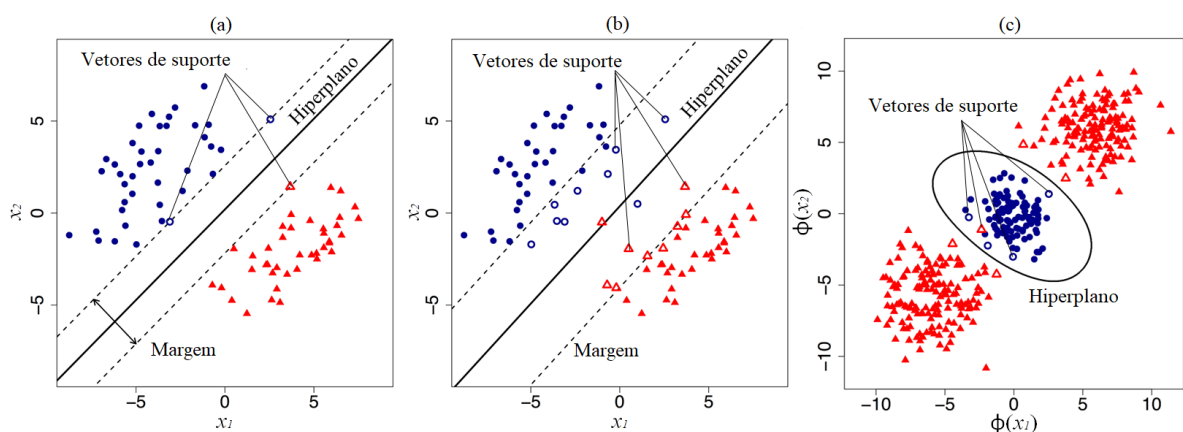 (a)
Vetores de suporte
Hiperplano
Margem
x2
5
0
−5
−5
0
5
x1
(b)
Vetores de suporte
Hiperplano
Margem
x2
5
0
−5
−5
0
5
x1
(c)
Vetores de suporte
Hiperplano
ϕ(x2)
10
5
0
−5
−10
−10
−5
0
5
10
ϕ(x1)